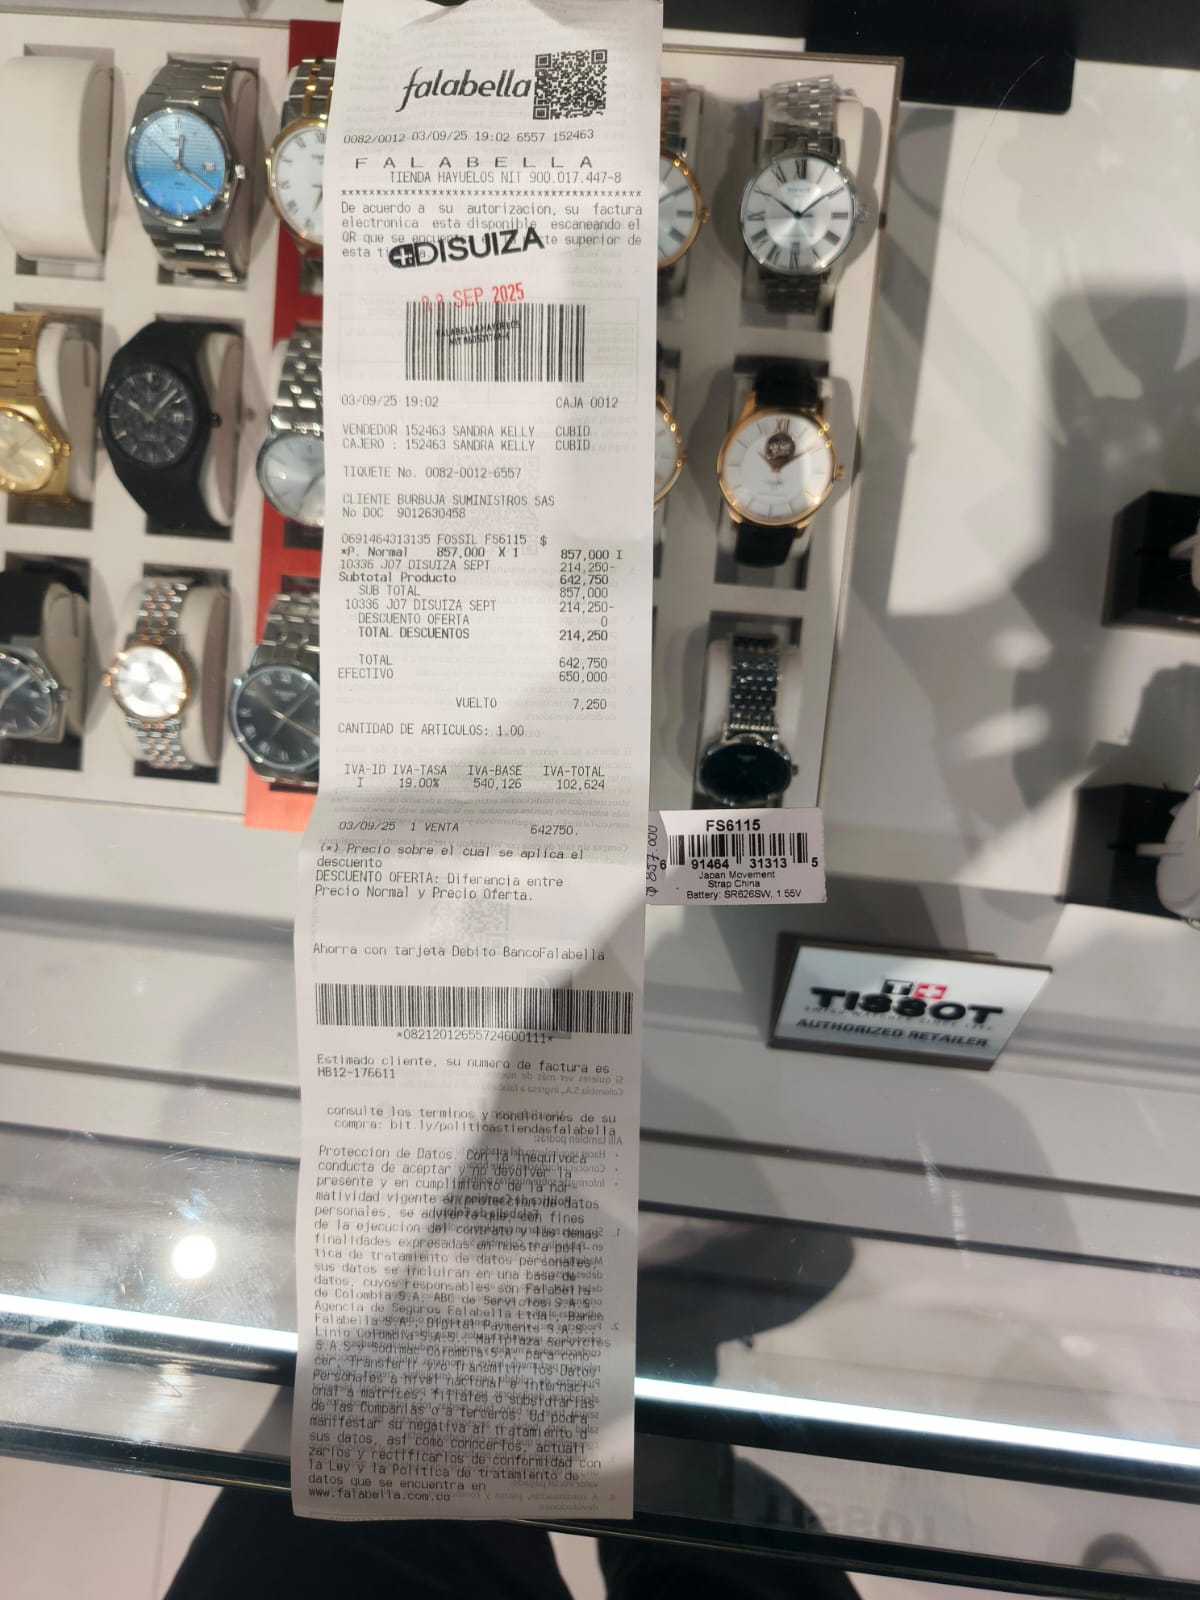 falabella
0082/0012 03/09/25 19:02 6557 152463
F A L A B E L L A
TIENDA HAYUELOS NIT 900.017.447-8
****************************************
De acuerdo a su autorizacion, su factura
electronica esta disponible escaneando el
QR que se encuentra en la parte superior de
esta
DISUIZA
SEP 2025
FALABELLA HAYUELOS
03/09/25 19:02 CAJA 0012
VENDEDOR 152463 SANDRA KELLY CUBID
CAJERO : 152463 SANDRA KELLY CUBID
TIQUETE No. 0082-0012-6557
CLIENTE BURBUJA SUMINISTROS SAS
No DOC 9012630458
0691464313135 FOSSIL FS6115 $
*P. Normal 857,000 X 1 857,000 I
10336 J07 DISUIZA SEPT 214,250-
Subtotal Producto 642,750
SUB TOTAL 857,000
10336 J07 DISUIZA SEPT 214,250-
DESCUENTO OFERTA 0
TOTAL DESCUENTOS 214,250
TOTAL 642,750
EFECTIVO 650,000
VUELTO 7,250
CANTIDAD DE ARTICULOS: 1.00
IVA-ID IVA-TASA IVA-BASE IVA-TOTAL
I 19.00% 540,126 102,624
03/09/25 1 VENTA 642750.
(*) Precio sobre el cual se aplica el
descuento
DESCUENTO OFERTA: Diferencia entre
Precio Normal y Precio Oferta.
Ahorra con tarjeta Debito BancoFalabella
*08212012655724600111*
Estimado cliente, su numero de factura es
HB12-176611
consulte los terminos y condiciones de su
compra: bit.ly/politicastiendasfalabella
Proteccion de Datos. Con la inequivoca
conducta de aceptar y no devolver la
presente y en cumplimiento de la nor-
matividad vigente en proteccion de datos
personales, se advierte que, con fines
de la ejecucion del contrato y las demas
finalidades expresadas en nuestra poli-
tica de tratamiento de datos personales,
sus datos se incluiran en una base de
datos, cuyos responsables son Falabella
de Colombia S.A, ABC de Servicios S.A.S
Agencia de Seguros Falabella Ltda., Banco
Falabella S.A., Digital Payments S.A.S.,
Linio Colombia S.A.S., Mallplaza Servicios
S.A.S y Sodimac Colombia S.A. para cono-
cer, Transferir y/o Transmitir los Datos
Personales a nivel nacional e internaci-
onal a matrices, filiales o subsidiarias
de las Companias o a terceros. Ud podra
manifestar su negativa al tratamiento d
sus datos, asi como conocerlos, actuali
zarlos y rectificarlos de conformidad con
la Ley y la Politica de tratamiento de
datos que se encuentra en
www.falabella.com.co
857.000
FS6115
6 91464 31313 5
Japan Movement
Strap China
Battery: SR626SW, 1.55V
TISSOT
SWISS WATCHES SINCE 1853
AUTHORIZED RETAILER